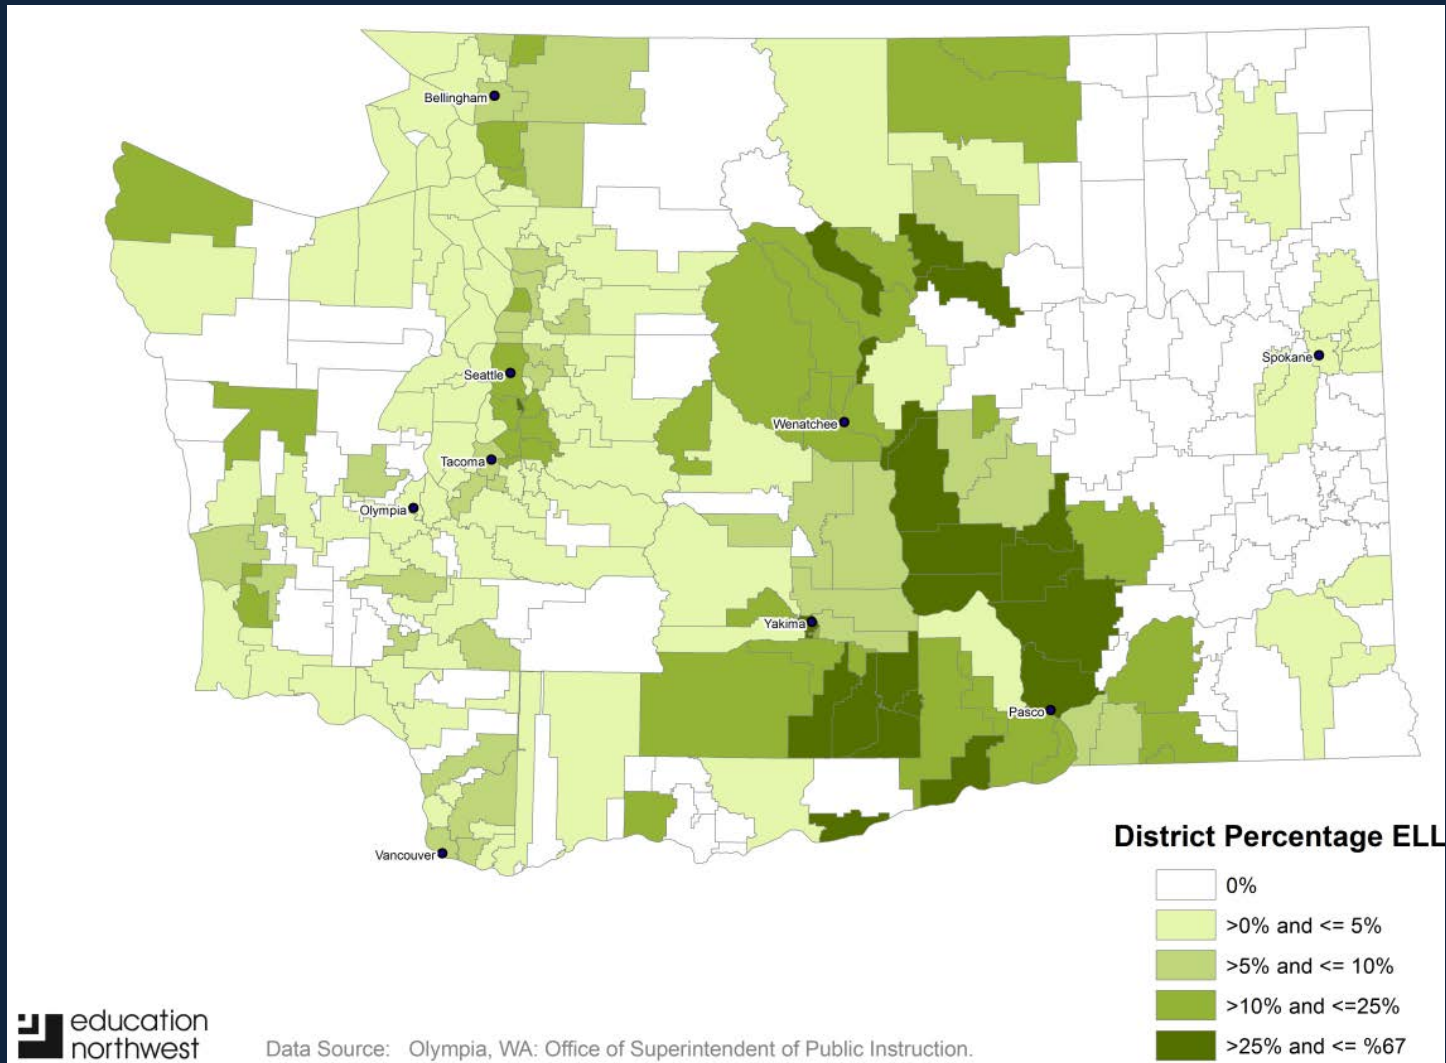 Bellingham
Seattle
Spokane
Wenatchee
Tacoma
Olympia
Yakima
Pasco
Vancouver
District Percentage ELL
0%
>0% and <= 5%
>5% and <= 10%
>10% and <=25%
>25% and <= %67
education
northwest
Data Source: Olympia, WA: Office of Superintendent of Public Instruction.